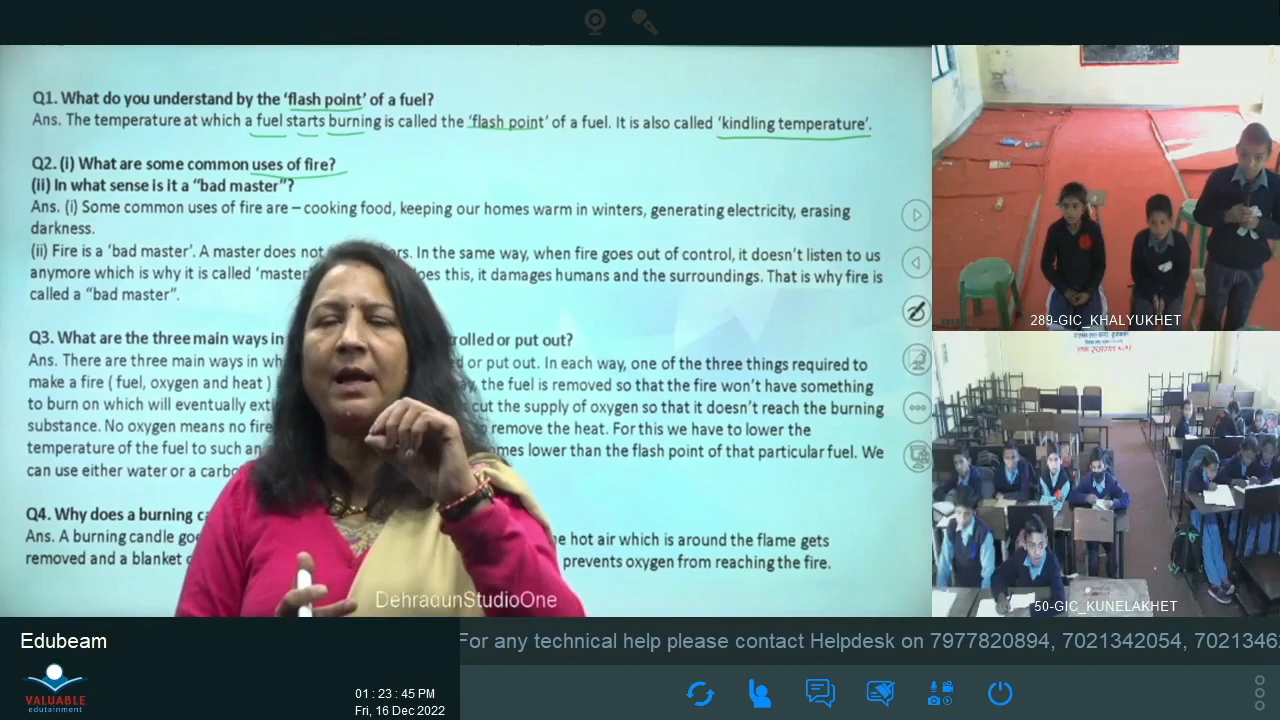 Q1. What do you understand by the ‘flash point’ of a fuel?
Ans. The temperature at which a fuel starts burning is called the ‘flash point’ of a fuel. It is also called ‘kindling temperature’.
Q2. (i) What are some common uses of fire?
(ii) In what sense is it a “bad master”?
Ans. (i) Some common uses of fire are – cooking food, keeping our homes warm in winters, generating electricity, erasing
darkness.
(ii) Fire is a ‘bad master’. A master does not In the same way, when fire goes out of control, it doesn’t listen to us
anymore which is why it is called ‘master this, it damages humans and the surroundings. That is why fire is
called a “bad master”.
Q3. What are the three main ways in or put out?
Ans. There are three main ways in or put out. In each way, one of the three things required to
make a fire ( fuel, oxygen and heat ) the fuel is removed so that the fire won’t have something
to burn on which will eventually cut the supply of oxygen so that it doesn’t reach the burning
substance. No oxygen means no fire remove the heat. For this we have to lower the
temperature of the fuel to such an lower than the flash point of that particular fuel. We
can use either water or a
Q4. Why does a burning
Ans. A burning candle hot air which is around the flame gets
removed and a blanket prevents oxygen from reaching the fire.
DehradunStudioOne
289-GIC_KHALYUKHET
50-GIC_KUNELAKHET
Edubeam
For any technical help please contact Helpdesk on 7977820894, 7021342054, 70213462
VALUABLE
edutainment
01 : 23 : 45 PM
Fri, 16 Dec 2022